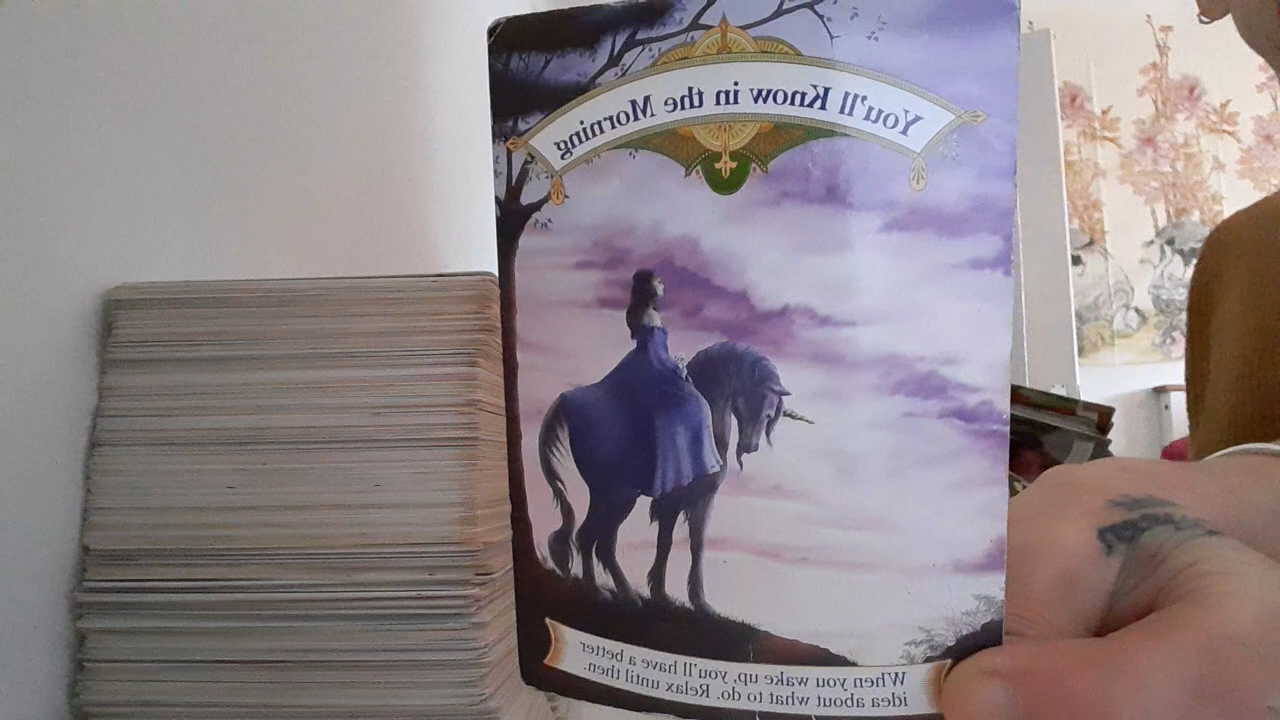 You'll Know in the Morning
When you wake up, you'll have a better
idea about what to do. Relax until then.